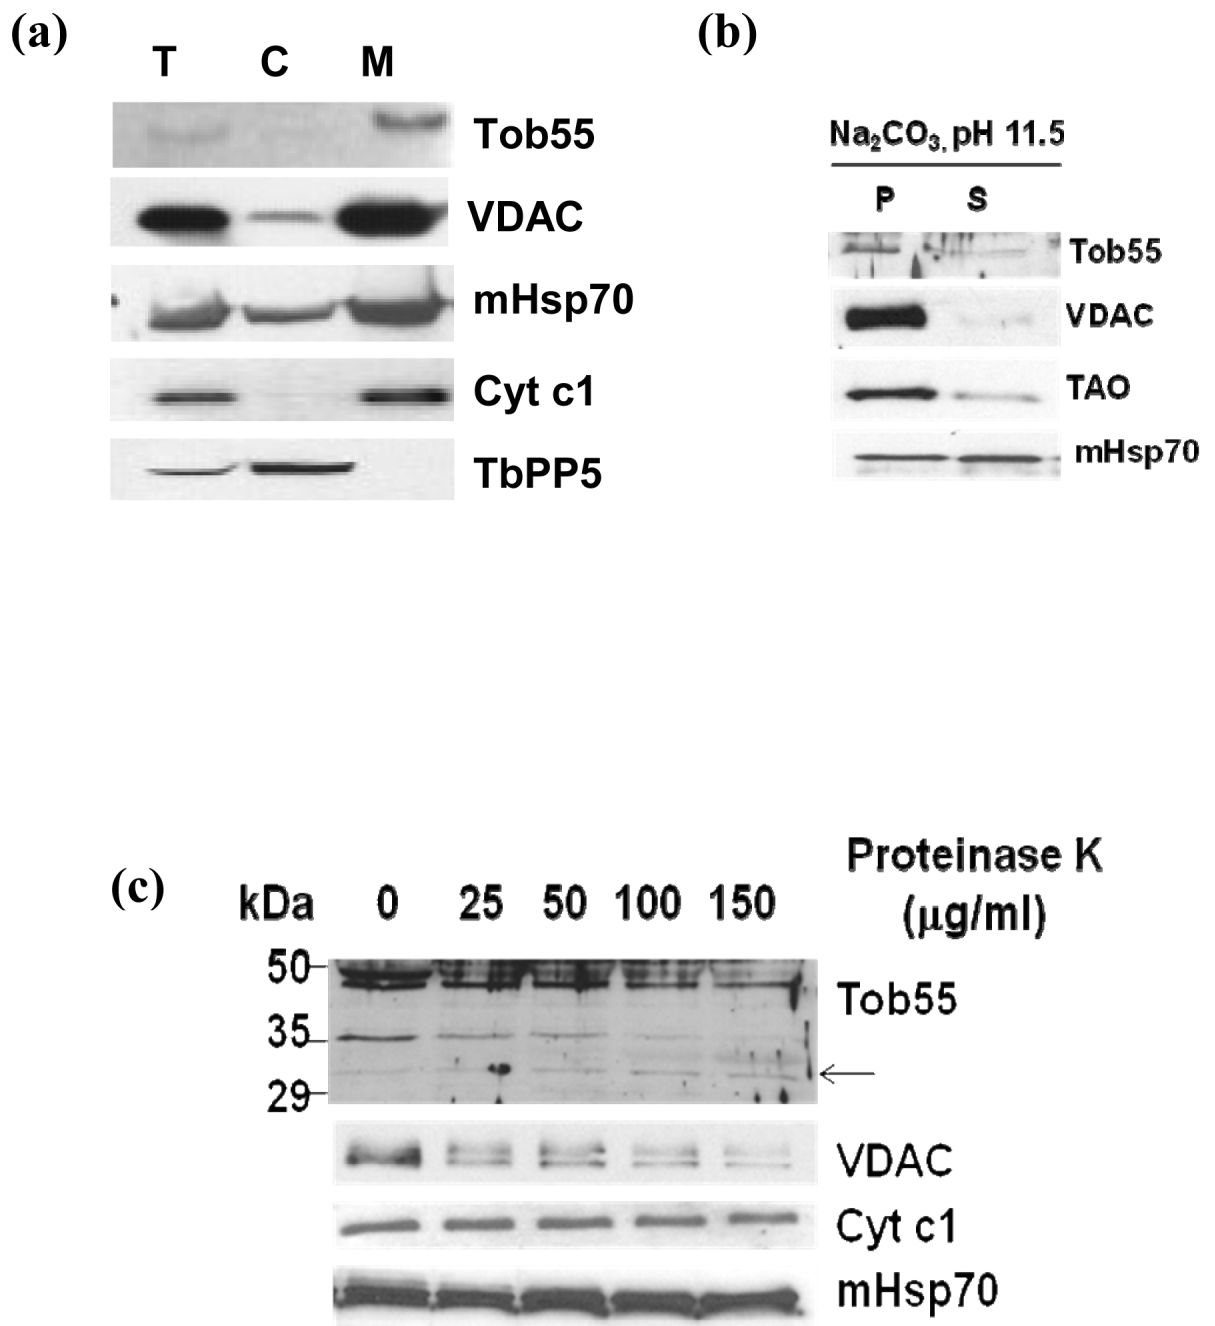 (a)
T C M
Tob55
VDAC
mHsp70
Cyt c1
TbPP5
(b)
Na₂CO₃, pH 11.5
P S
Tob55
VDAC
TAO
mHsp70
(c)
Proteinase K
(μg/ml)
kDa 0 25 50 100 150
50
35
29
Tob55
VDAC
Cyt c1
mHsp70